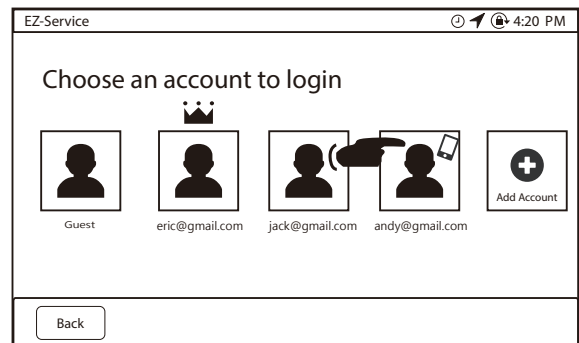 EZ-Service 4:20 PM
Choose an account to login
Guest eric@gmail.com jack@gmail.com andy@gmail.com Add Account
Back